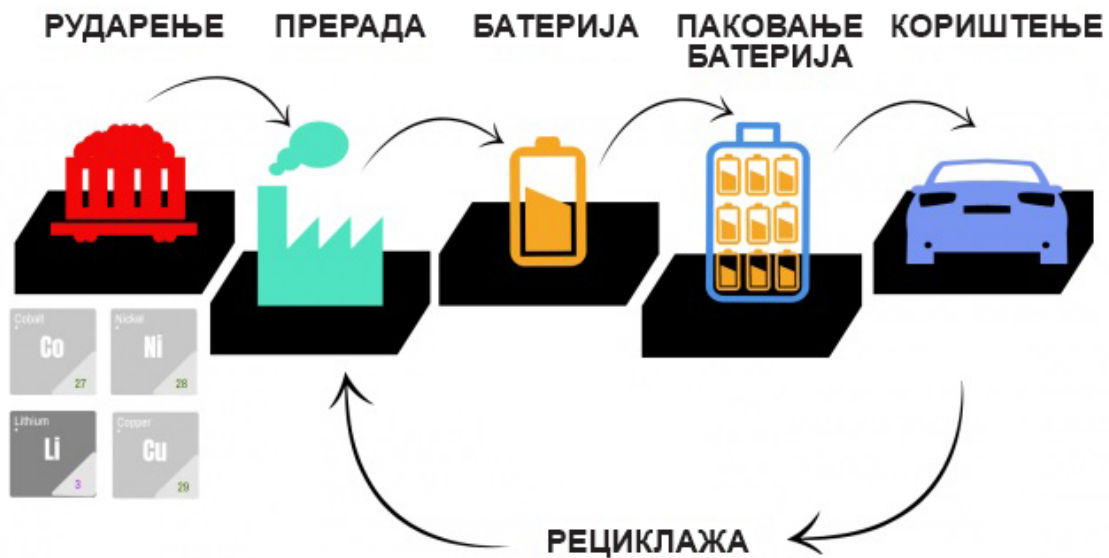 РУДАРЕЊЕ
ПРЕРАДА
БАТЕРИЈА
ПАКОВАЊЕ
БАТЕРИЈА
КОРИШТЕЊЕ
Cobalt
Co
27
Nickel
Ni
28
Lithium
Li
3
Copper
Cu
29
РЕЦИКЛАЖА